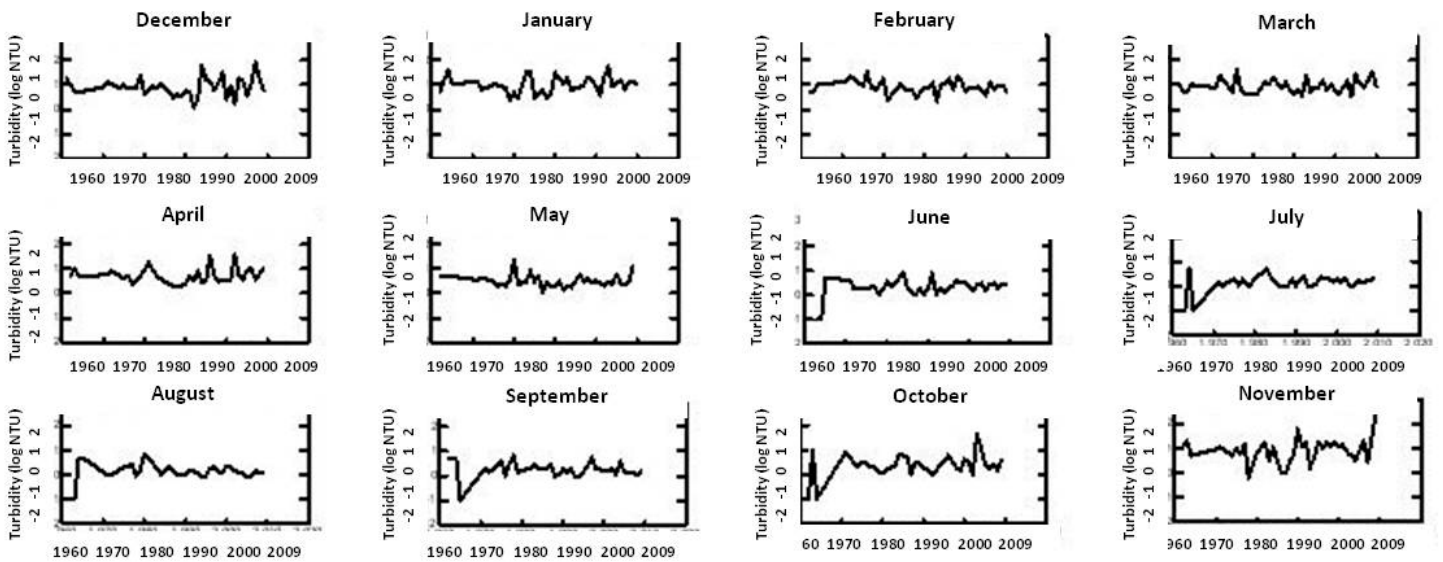 December January February March
Turbidity (log NTU) Turbidity (log NTU) Turbidity (log NTU) Turbidity (log NTU)
-2 -1 0 1 2 -2 -1 0 1 2 -2 -1 0 1 2 -2 -1 0 1 2
1960 1970 1980 1990 2000 2009 1960 1970 1980 1990 2000 2009 1960 1970 1980 1990 2000 2009 1960 1970 1980 1990 2000 2009
April May June July
Turbidity (log NTU) Turbidity (log NTU) Turbidity (log NTU) Turbidity (log NTU)
-2 -1 0 1 2 -2 -1 0 1 2 -2 -1 0 1 2 -2 -1 0 1 2
1960 1970 1980 1990 2000 2009 1960 1970 1980 1990 2000 2009 1960 1970 1980 1990 2000 2009 1960 1970 1980 1990 2000 2009
August September October November
Turbidity (log NTU) Turbidity (log NTU) Turbidity (log NTU) Turbidity (log NTU)
-2 -1 0 1 2 -2 -1 0 1 2 -2 -1 0 1 2 -2 -1 0 1 2
1960 1970 1980 1990 2000 2009 1960 1970 1980 1990 2000 2009 60 1970 1980 1990 2000 2009 1960 1970 1980 1990 2000 2009